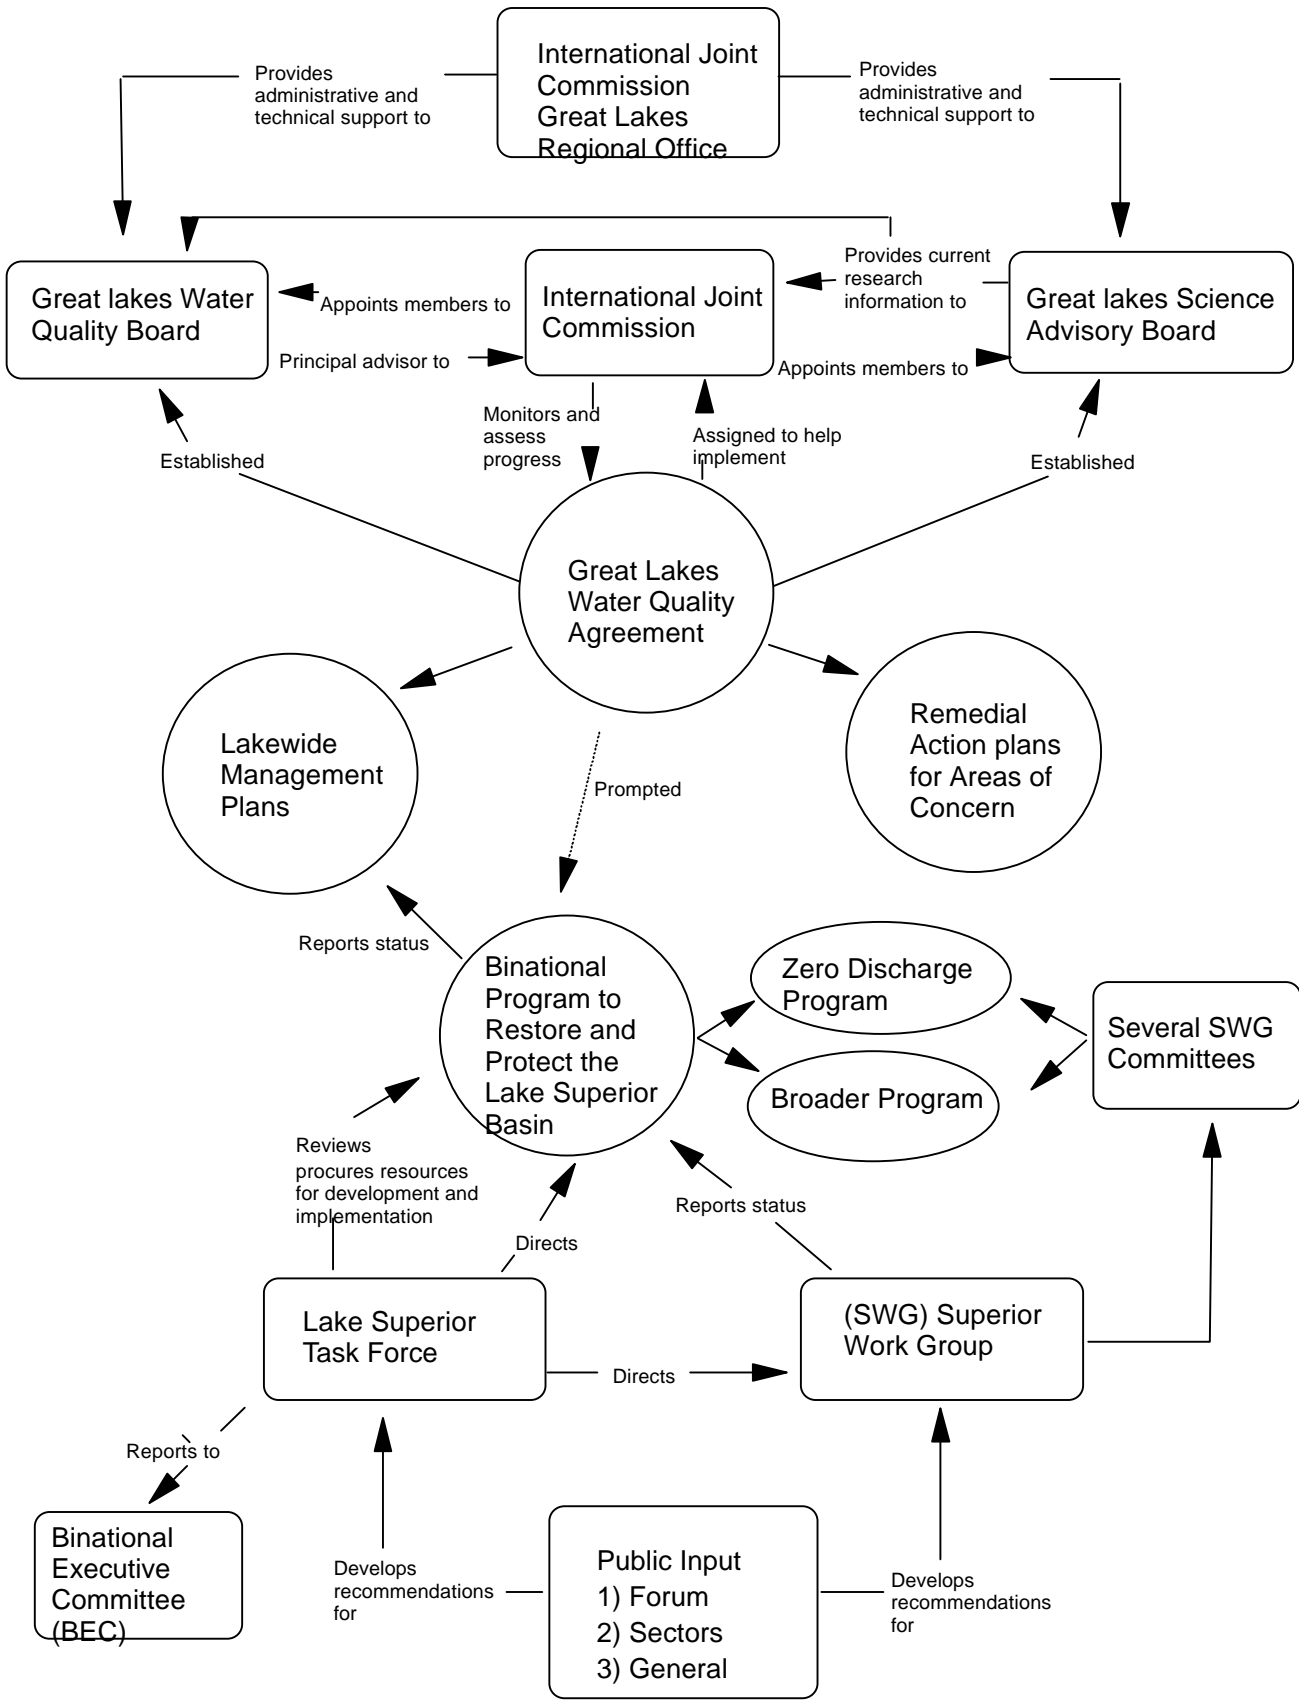 International Joint
Commission
Great Lakes
Regional Office
Provides
administrative and
technical support to
Provides
administrative and
technical support to
Great lakes Water
Quality Board
Appoints members to
Principal advisor to
International Joint
Commission
Provides current
research
information to
Appoints members to
Great lakes Science
Advisory Board
Monitors and
assess
progress
Assigned to help
implement
Established
Established
Great Lakes
Water Quality
Agreement
Lakewide
Management
Plans
Prompted
Remedial
Action plans
for Areas of
Concern
Reports status
Binational
Program to
Restore and
Protect the
Lake Superior
Basin
Zero Discharge
Program
Broader Program
Several SWG
Committees
Reviews
procures resources
for development and
implementation
Directs
Reports status
Lake Superior
Task Force
Directs
(SWG) Superior
Work Group
Reports to
Binational
Executive
Committee
(BEC)
Develops
recommendations
for
Public Input
1) Forum
2) Sectors
3) General
Develops
recommendations
for